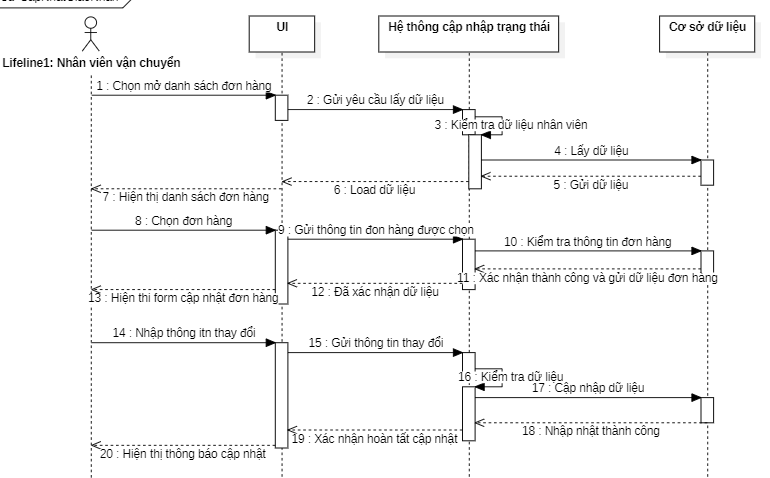 UI
Hệ thông cập nhập trạng thái
Cơ sở dữ liệu
Lifeline1: Nhân viên vận chuyển
1 : Chọn mở danh sách đơn hàng
2 : Gửi yêu cầu lấy dữ liệu
3 : Kiểm tra dữ liệu nhân viên
4 : Lấy dữ liệu
5 : Gửi dữ liệu
6 : Load dữ liệu
7 : Hiện thị danh sách đơn hàng
8 : Chọn đơn hàng
9 : Gửi thông tin đon hàng được chọn
10 : Kiểm tra thông tin đơn hàng
11 : Xác nhận thành công và gửi dữ liệu đơn hàng
12 : Đã xác nhận dữ liệu
13 : Hiện thi form cập nhật đơn hàng
14 : Nhập thông itn thay đổi
15 : Gửi thông tin thay đổi
16 : Kiểm tra dữ liệu
17 : Cập nhập dữ liệu
18 : Nhập nhật thành công
19 : Xác nhận hoàn tất cập nhật
20 : Hiện thị thông báo cập nhật